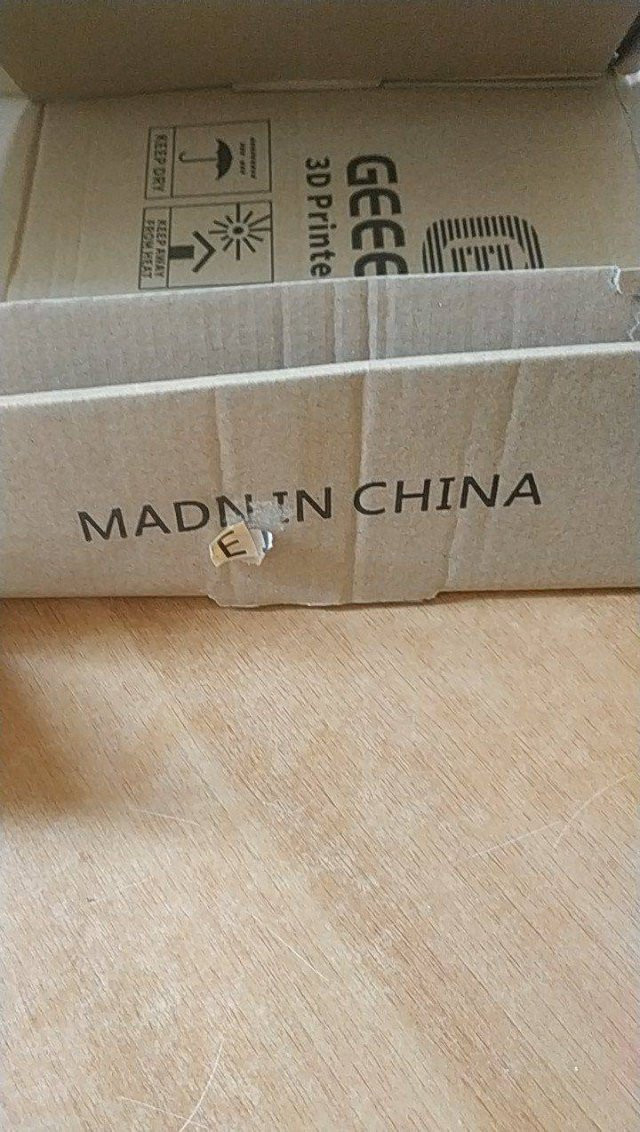 KEEP DRY
KEEP AWAY
FROM HEAT
3D Printe
GEEE
MADN IN CHINA
E